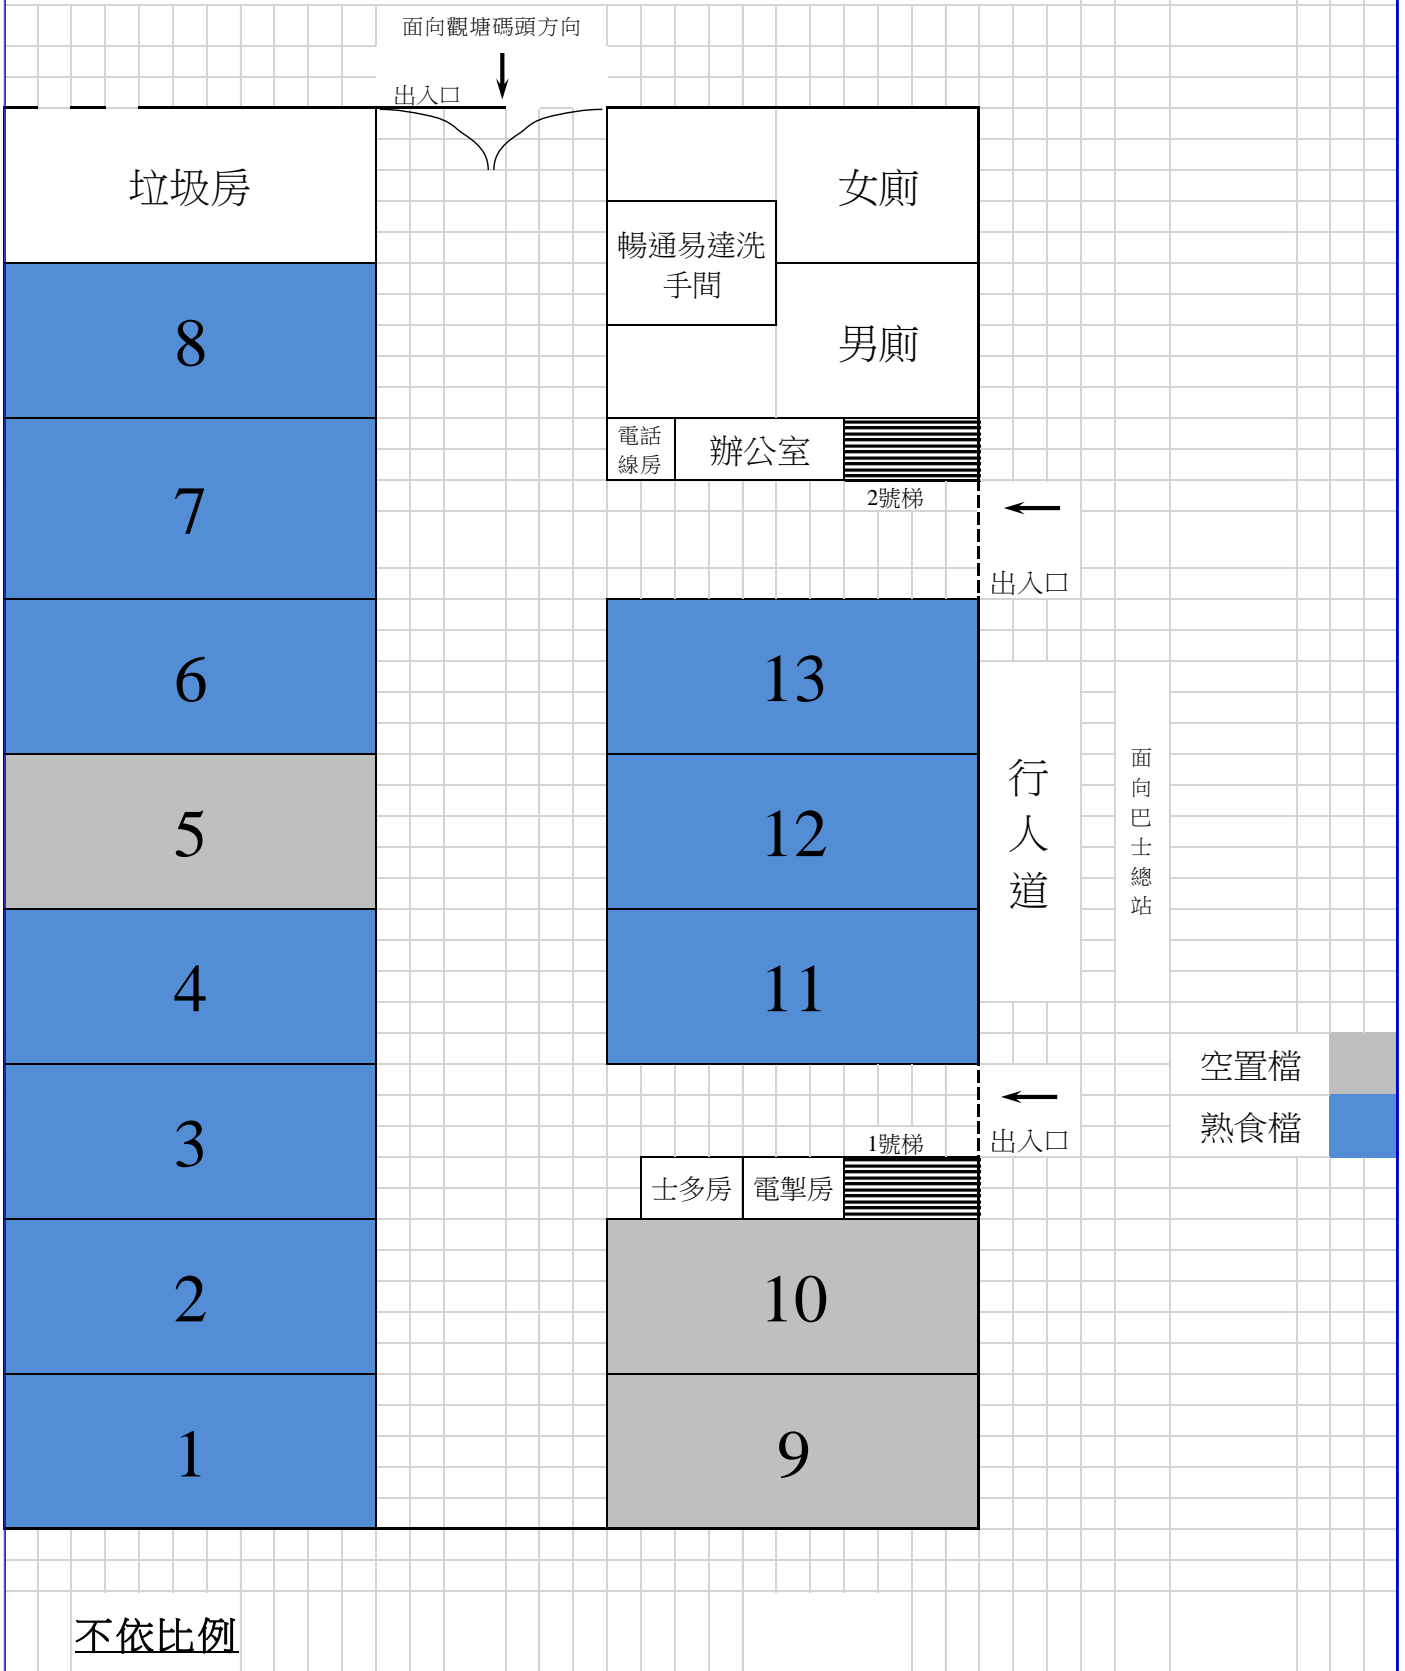 面向觀塘碼頭方向
出入口
垃圾房
女廁
暢通易達洗
手間
8
男廁
電話
線房
辦公室
7
2號梯
出入口
6
13
行人道
面向巴士總站
5
12
4
11
空置檔
熟食檔
3
1號梯
出入口
士多房
電掣房
2
10
1
9
不依比例